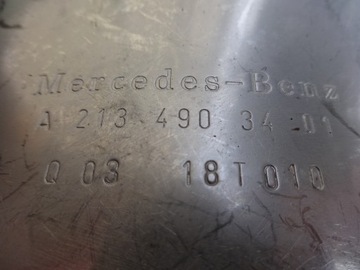 Mercedes-Benz
A 213 490 34 01
Q 03 18T010